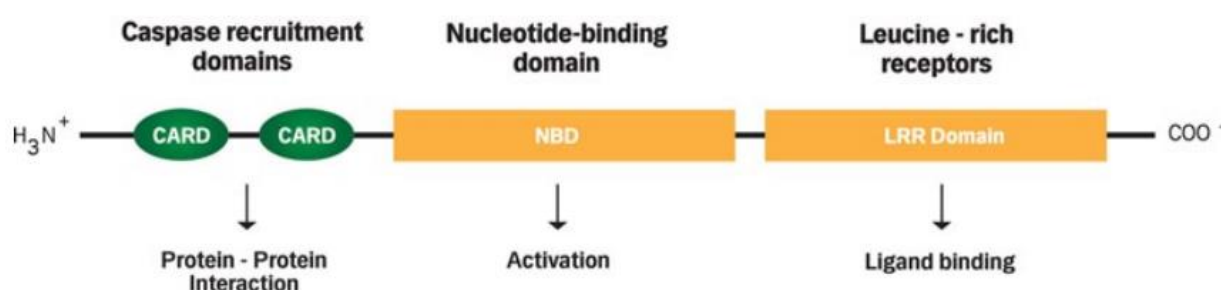 Caspase recruitment
domains
Nucleotide-binding
domain
Leucine - rich
receptors
H₃N⁺ CARD CARD NBD LRR Domain COO⁻
Protein - Protein
Interaction
Activation
Ligand binding